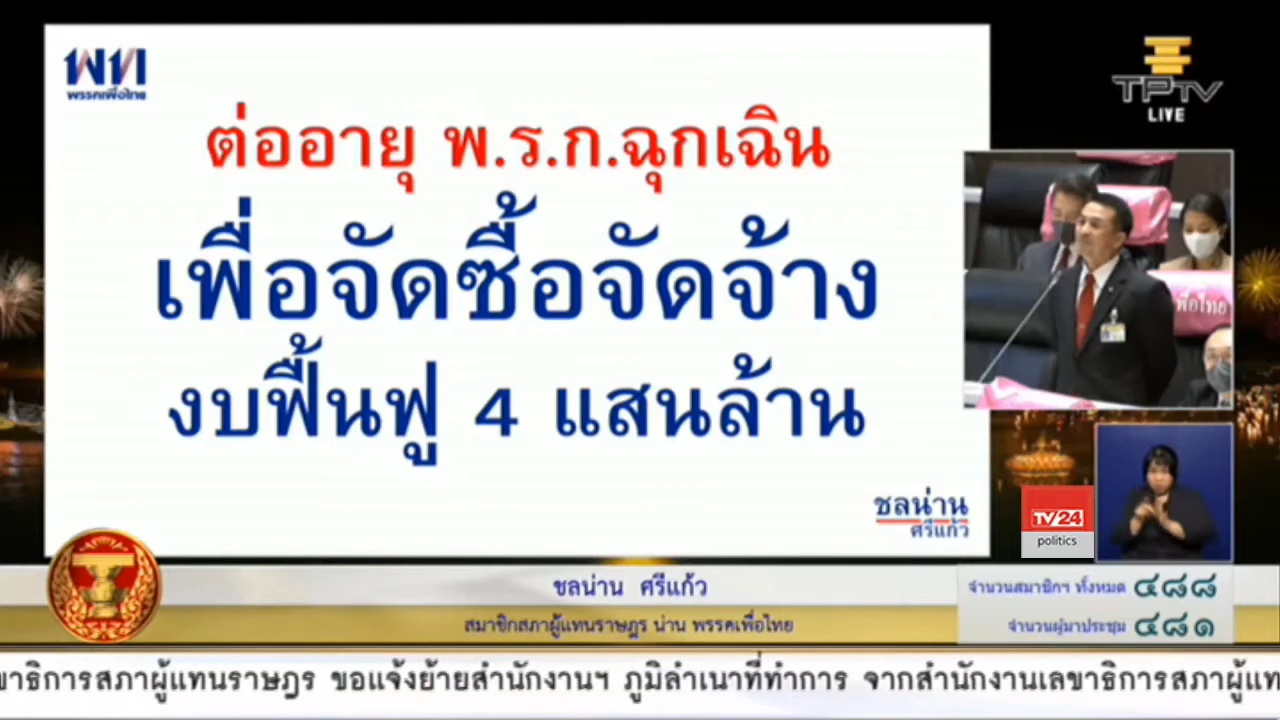 พท
พรรคเพื่อไทย
ต่ออายุ พ.ร.ก.ฉุกเฉิน
เพื่อจัดซื้อจัดจ้าง
งบฟื้นฟู 4 แสนล้าน
ชลน่าน
ศรีแก้ว
TPTV
LIVE
เพื่อไทย
TV24
politics
ชลน่าน ศรีแก้ว
สมาชิกสภาผู้แทนราษฎร น่าน พรรคเพื่อไทย
จำนวนสมาชิกฯ ทั้งหมด ๔๘๘
จำนวนผู้มาประชุม ๔๘๑
ขาธิการสภาผู้แทนราษฎร ขอแจ้งย้ายสำนักงานฯ ภูมิลำเนาที่ทำการ จากสำนักงานเลขาธิการสภาผู้แท